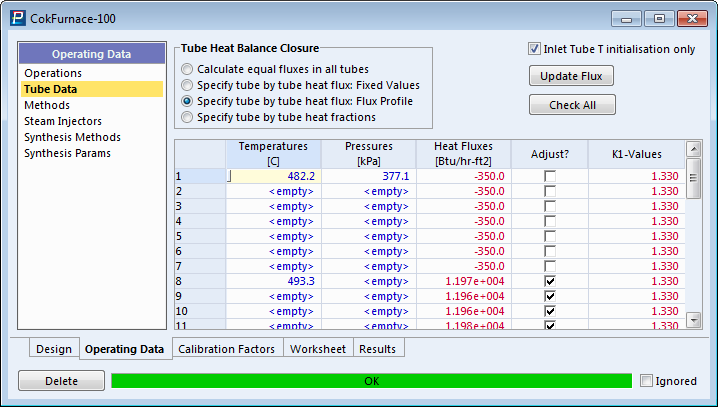 CokFurnace-100
Operating Data
Operations
Tube Data
Methods
Steam Injectors
Synthesis Methods
Synthesis Params
Tube Heat Balance Closure
Calculate equal fluxes in all tubes
Specify tube by tube heat flux: Fixed Values
Specify tube by tube heat flux: Flux Profile
Specify tube by tube heat fractions
Inlet Tube T initialisation only
Update Flux
Check All
Temperatures [C] Pressures [kPa] Heat Fluxes [Btu/hr-ft2] Adjust? K1-Values
1 482.2 377.1 -350.0 1.330
2 <empty> <empty> -350.0 1.330
3 <empty> <empty> -350.0 1.330
4 <empty> <empty> -350.0 1.330
5 <empty> <empty> -350.0 1.330
6 <empty> <empty> -350.0 1.330
7 <empty> <empty> -350.0 1.330
8 493.3 <empty> 1.197e+004 1.330
9 <empty> <empty> 1.196e+004 1.330
10 <empty> <empty> 1.196e+004 1.330
11 <empty> <empty> 1.198e+004 1.330
Design Operating Data Calibration Factors Worksheet Results
Delete OK Ignored